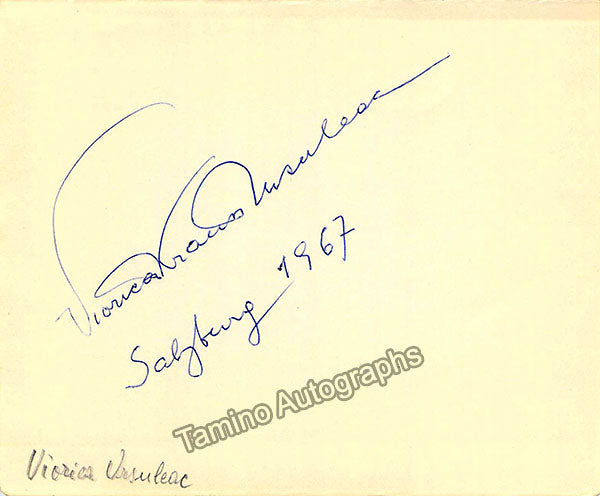 Viorica Krauss Ursuleac
Salzburg 1967
Tamino Autographs
Viorica Ursuleac